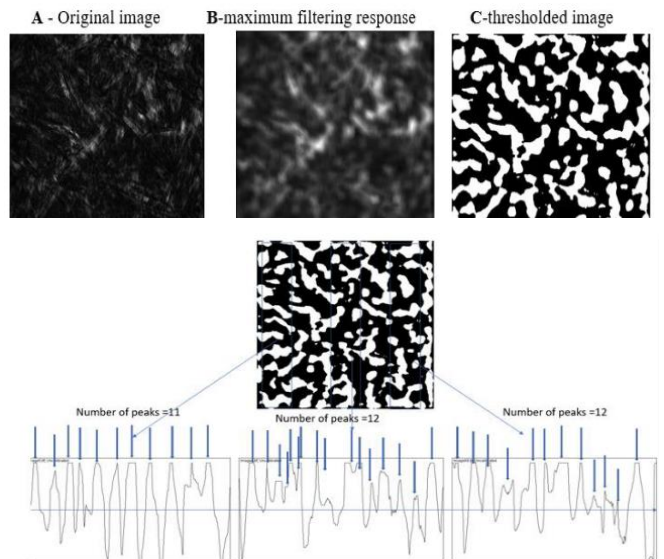 A - Original image
B-maximum filtering response
C-thresholded image
Number of peaks =11
Number of peaks =12
Number of peaks =12